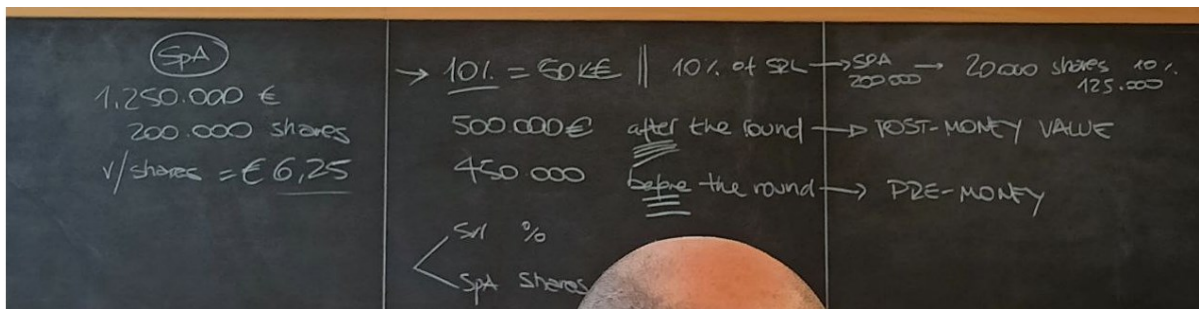 SpA
1.250.000 €
200.000 shares
v/shares = € 6,25
→ 10% = 50K€ || 10% of SRL → SPA 200.000 → 20.000 shares 10%
125.000
500.000€ after the round → POST-MONEY VALUE
450 000 before the round → PRE-MONEY
Srl %
SpA shares